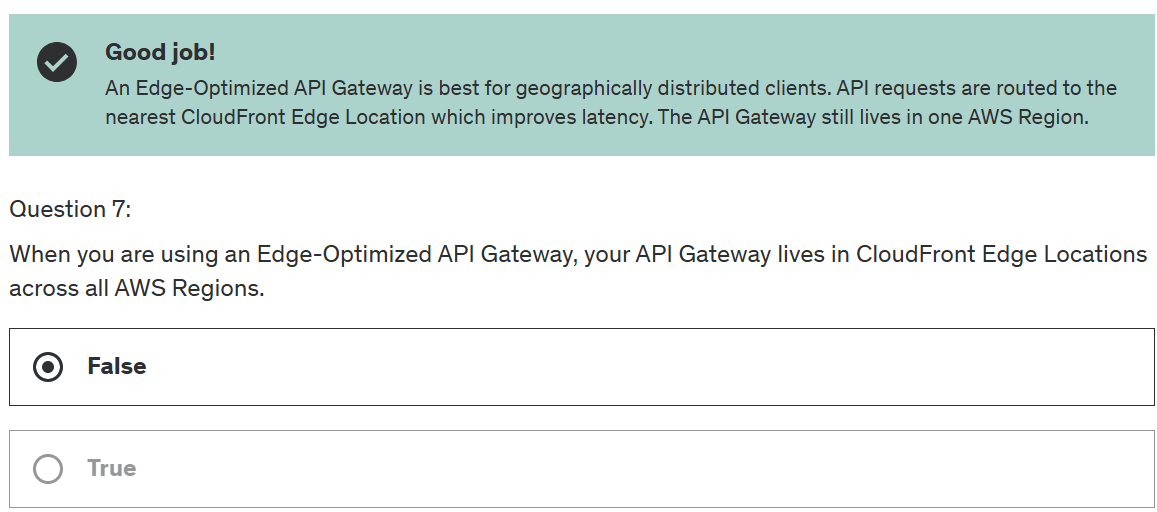 Good job!
An Edge-Optimized API Gateway is best for geographically distributed clients. API requests are routed to the
nearest CloudFront Edge Location which improves latency. The API Gateway still lives in one AWS Region.
Question 7:
When you are using an Edge-Optimized API Gateway, your API Gateway lives in CloudFront Edge Locations
across all AWS Regions.
False
True